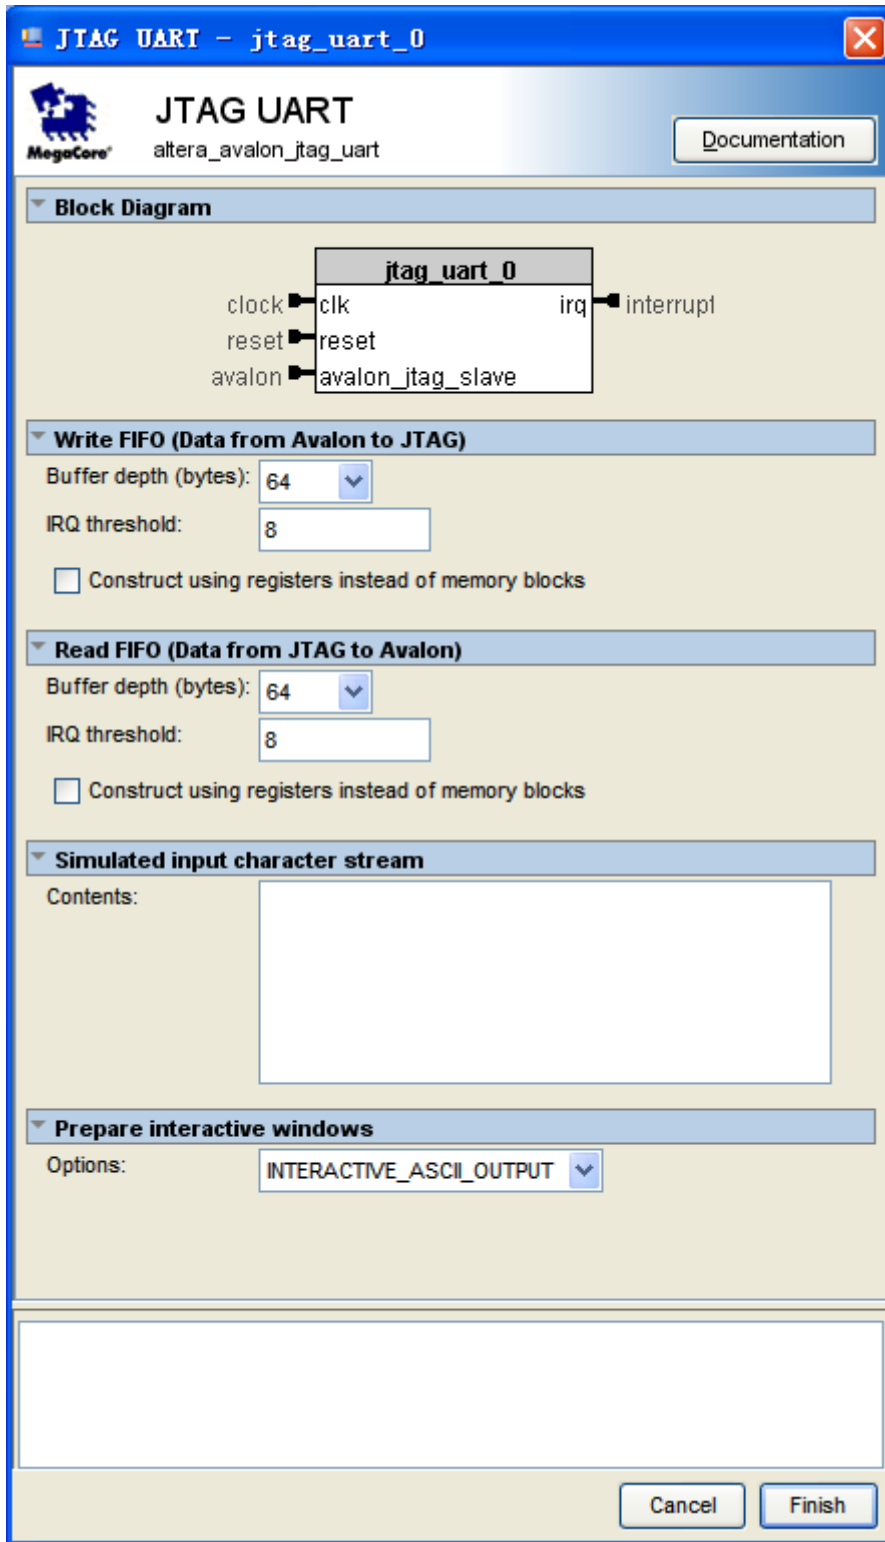 JTAG UART - jtag_uart_0
JTAG UART
MegaCore®
altera_avalon_jtag_uart
Documentation
Block Diagram
jtag_uart_0
clock clk irq interrupt
reset reset
avalon avalon_jtag_slave
Write FIFO (Data from Avalon to JTAG)
Buffer depth (bytes): 64
IRQ threshold: 8
Construct using registers instead of memory blocks
Read FIFO (Data from JTAG to Avalon)
Buffer depth (bytes): 64
IRQ threshold: 8
Construct using registers instead of memory blocks
Simulated input character stream
Contents:
Prepare interactive windows
Options: INTERACTIVE_ASCII_OUTPUT
Cancel Finish